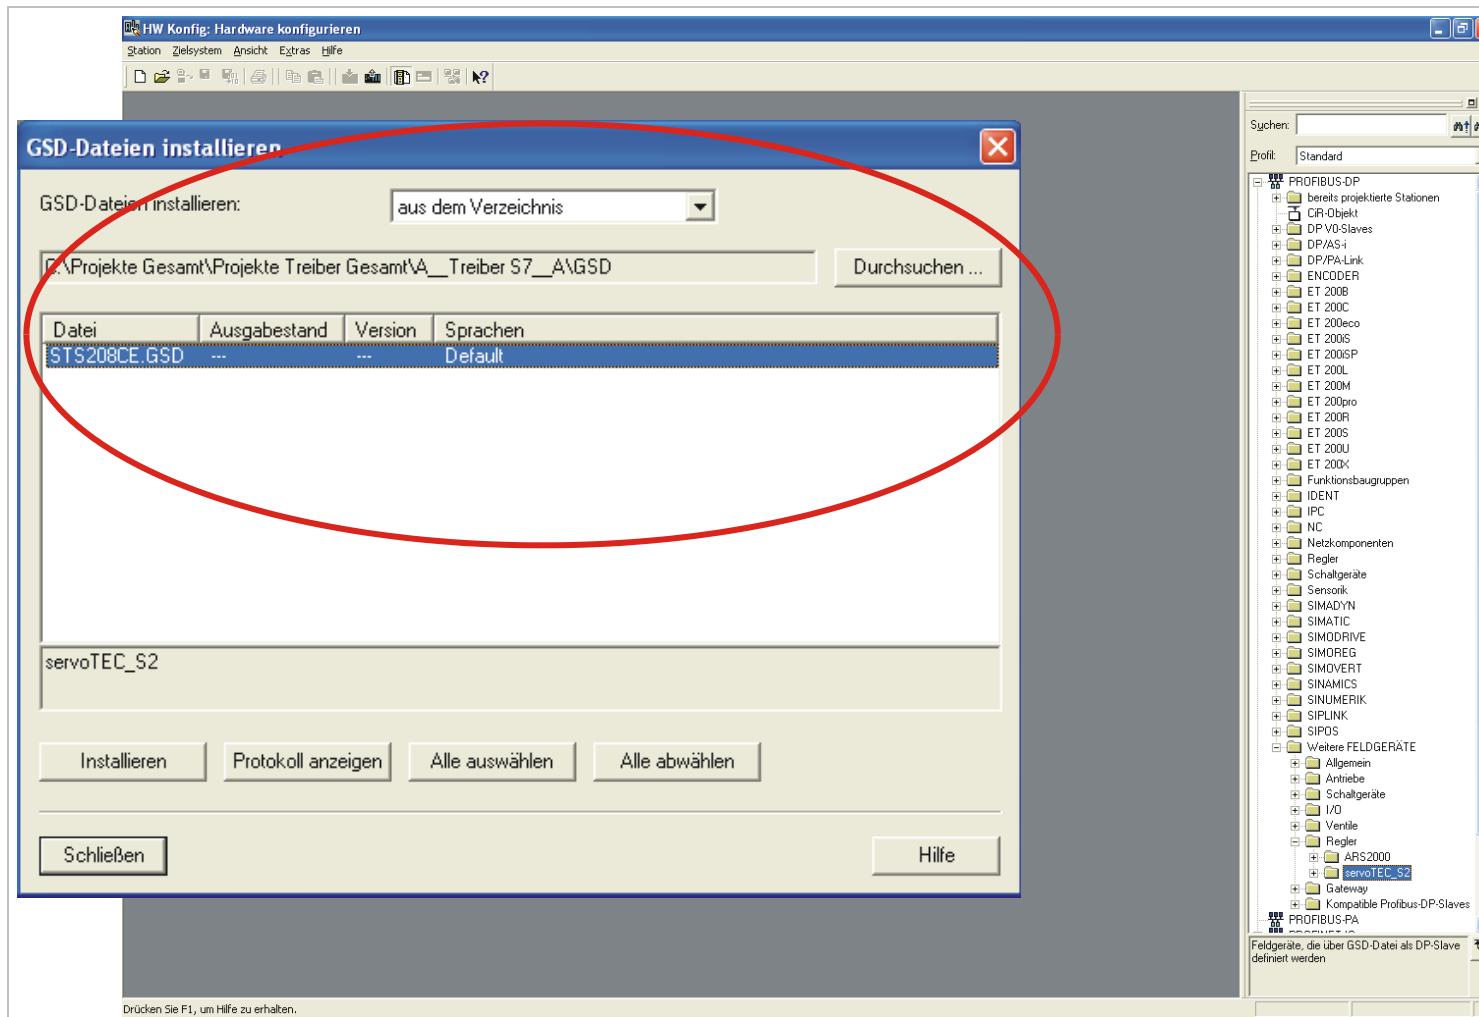 HW Konfig: Hardware konfigurieren
Station Zielsystem Ansicht Extras Hilfe
GSD-Dateien installieren
GSD-Dateien installieren:
aus dem Verzeichnis
C:\Projekte Gesamt\Projekte Treiber Gesamt\A__Treiber S7__A\GSD
Durchsuchen ...
Datei Ausgabestand Version Sprachen
STS208CE.GSD --- --- Default
servoTEC_S2
Installieren Protokoll anzeigen Alle auswählen Alle abwählen
Schließen Hilfe
Suchen:
Profil: Standard
PROFIBUS-DP
bereits projektierte Stationen
CiR-Objekt
DP V0-Slaves
DP/AS-i
DP/PA-Link
ENCODER
ET 200B
ET 200C
ET 200eco
ET 200iS
ET 200iSP
ET 200L
ET 200M
ET 200pro
ET 200R
ET 200S
ET 200U
ET 200X
Funktionsbaugruppen
IDENT
IPC
NC
Netzkomponenten
Regler
Schaltgeräte
Sensorik
SIMADYN
SIMATIC
SIMODRIVE
SIMOREG
SIMOVERT
SINAMICS
SINUMERIK
SIPLINK
SIPOS
Weitere FELDGERÄTE
Allgemein
Antriebe
Schaltgeräte
I/O
Ventile
Regler
ARS2000
servoTEC_S2
Gateway
Kompatible Profibus-DP-Slaves
PROFIBUS-PA
Feldgeräte, die über GSD-Datei als DP-Slave
definiert werden
Drücken Sie F1, um Hilfe zu erhalten.